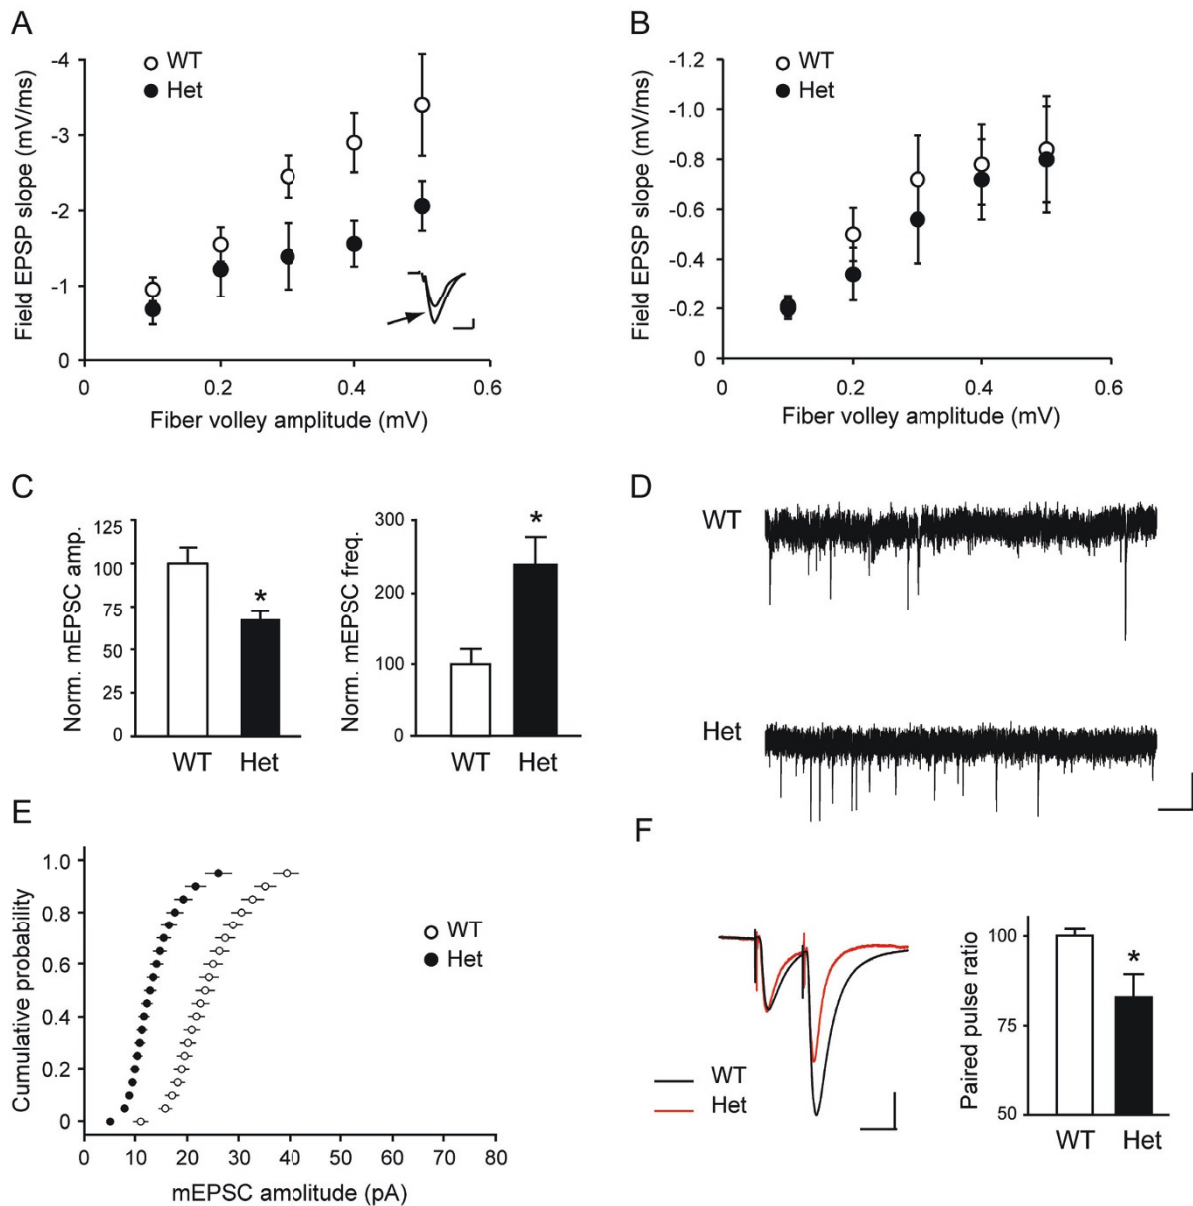 A
Field EPSP slope (mV/ms)
-4
-3
-2
-1
0
WT
Het
0
0.2
0.4
0.6
Fiber volley amplitude (mV)
B
Field EPSP slope (mV/ms)
-1.2
-1.0
-0.8
-0.6
-0.4
-0.2
0
WT
Het
0
0.2
0.4
0.6
Fiber volley amplitude (mV)
C
Norm. mEPSC amp.
125
100
75
50
25
0
*
WT
Het
Norm. mEPSC freq.
300
200
100
0
*
WT
Het
D
WT
Het
E
Cumulative probability
1.0
0.8
0.6
0.4
0.2
0
WT
Het
0
10
20
30
40
50
60
70
80
mEPSC amplitude (pA)
F
WT
Het
Paired pulse ratio
100
75
50
*
WT
Het